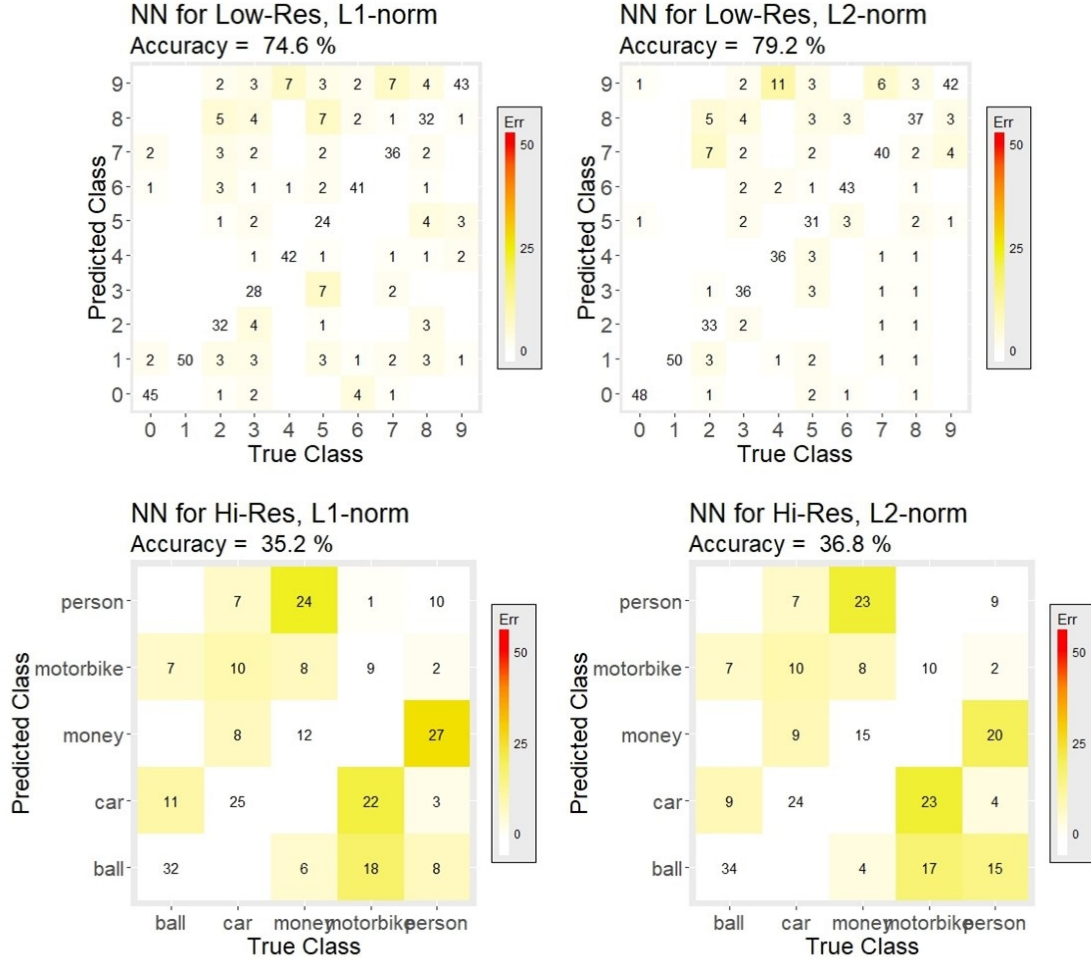 NN for Low-Res, L1-norm
Accuracy = 74.6 %
Predicted Class
9 2 3 7 3 2 7 4 43
8 5 4 7 2 1 32 1
7 2 3 2 2 36 2
6 1 3 1 1 2 41 1
5 1 2 24 4 3
4 1 42 1 1 1 2
3 28 7 2
2 32 4 1 3
1 2 50 3 3 3 1 2 3 1
0 45 1 2 4 1
0 1 2 3 4 5 6 7 8 9
True Class
Err
50
25
0
NN for Low-Res, L2-norm
Accuracy = 79.2 %
Predicted Class
9 1 2 11 3 6 3 42
8 5 4 3 3 37 3
7 7 2 2 40 2 4
6 2 2 1 43 1
5 1 2 31 3 2 1
4 36 3 1 1
3 1 36 3 1 1
2 33 2 1 1
1 50 3 1 2 1 1
0 48 1 2 1 1
0 1 2 3 4 5 6 7 8 9
True Class
Err
50
25
0
NN for Hi-Res, L1-norm
Accuracy = 35.2 %
Predicted Class
person 7 24 1 10
motorbike 7 10 8 9 2
money 8 12 27
car 11 25 22 3
ball 32 6 18 8
ball car money motorbike person
True Class
Err
50
25
0
NN for Hi-Res, L2-norm
Accuracy = 36.8 %
Predicted Class
person 7 23 9
motorbike 7 10 8 10 2
money 9 15 20
car 9 24 23 4
ball 34 4 17 15
ball car money motorbike person
True Class
Err
50
25
0